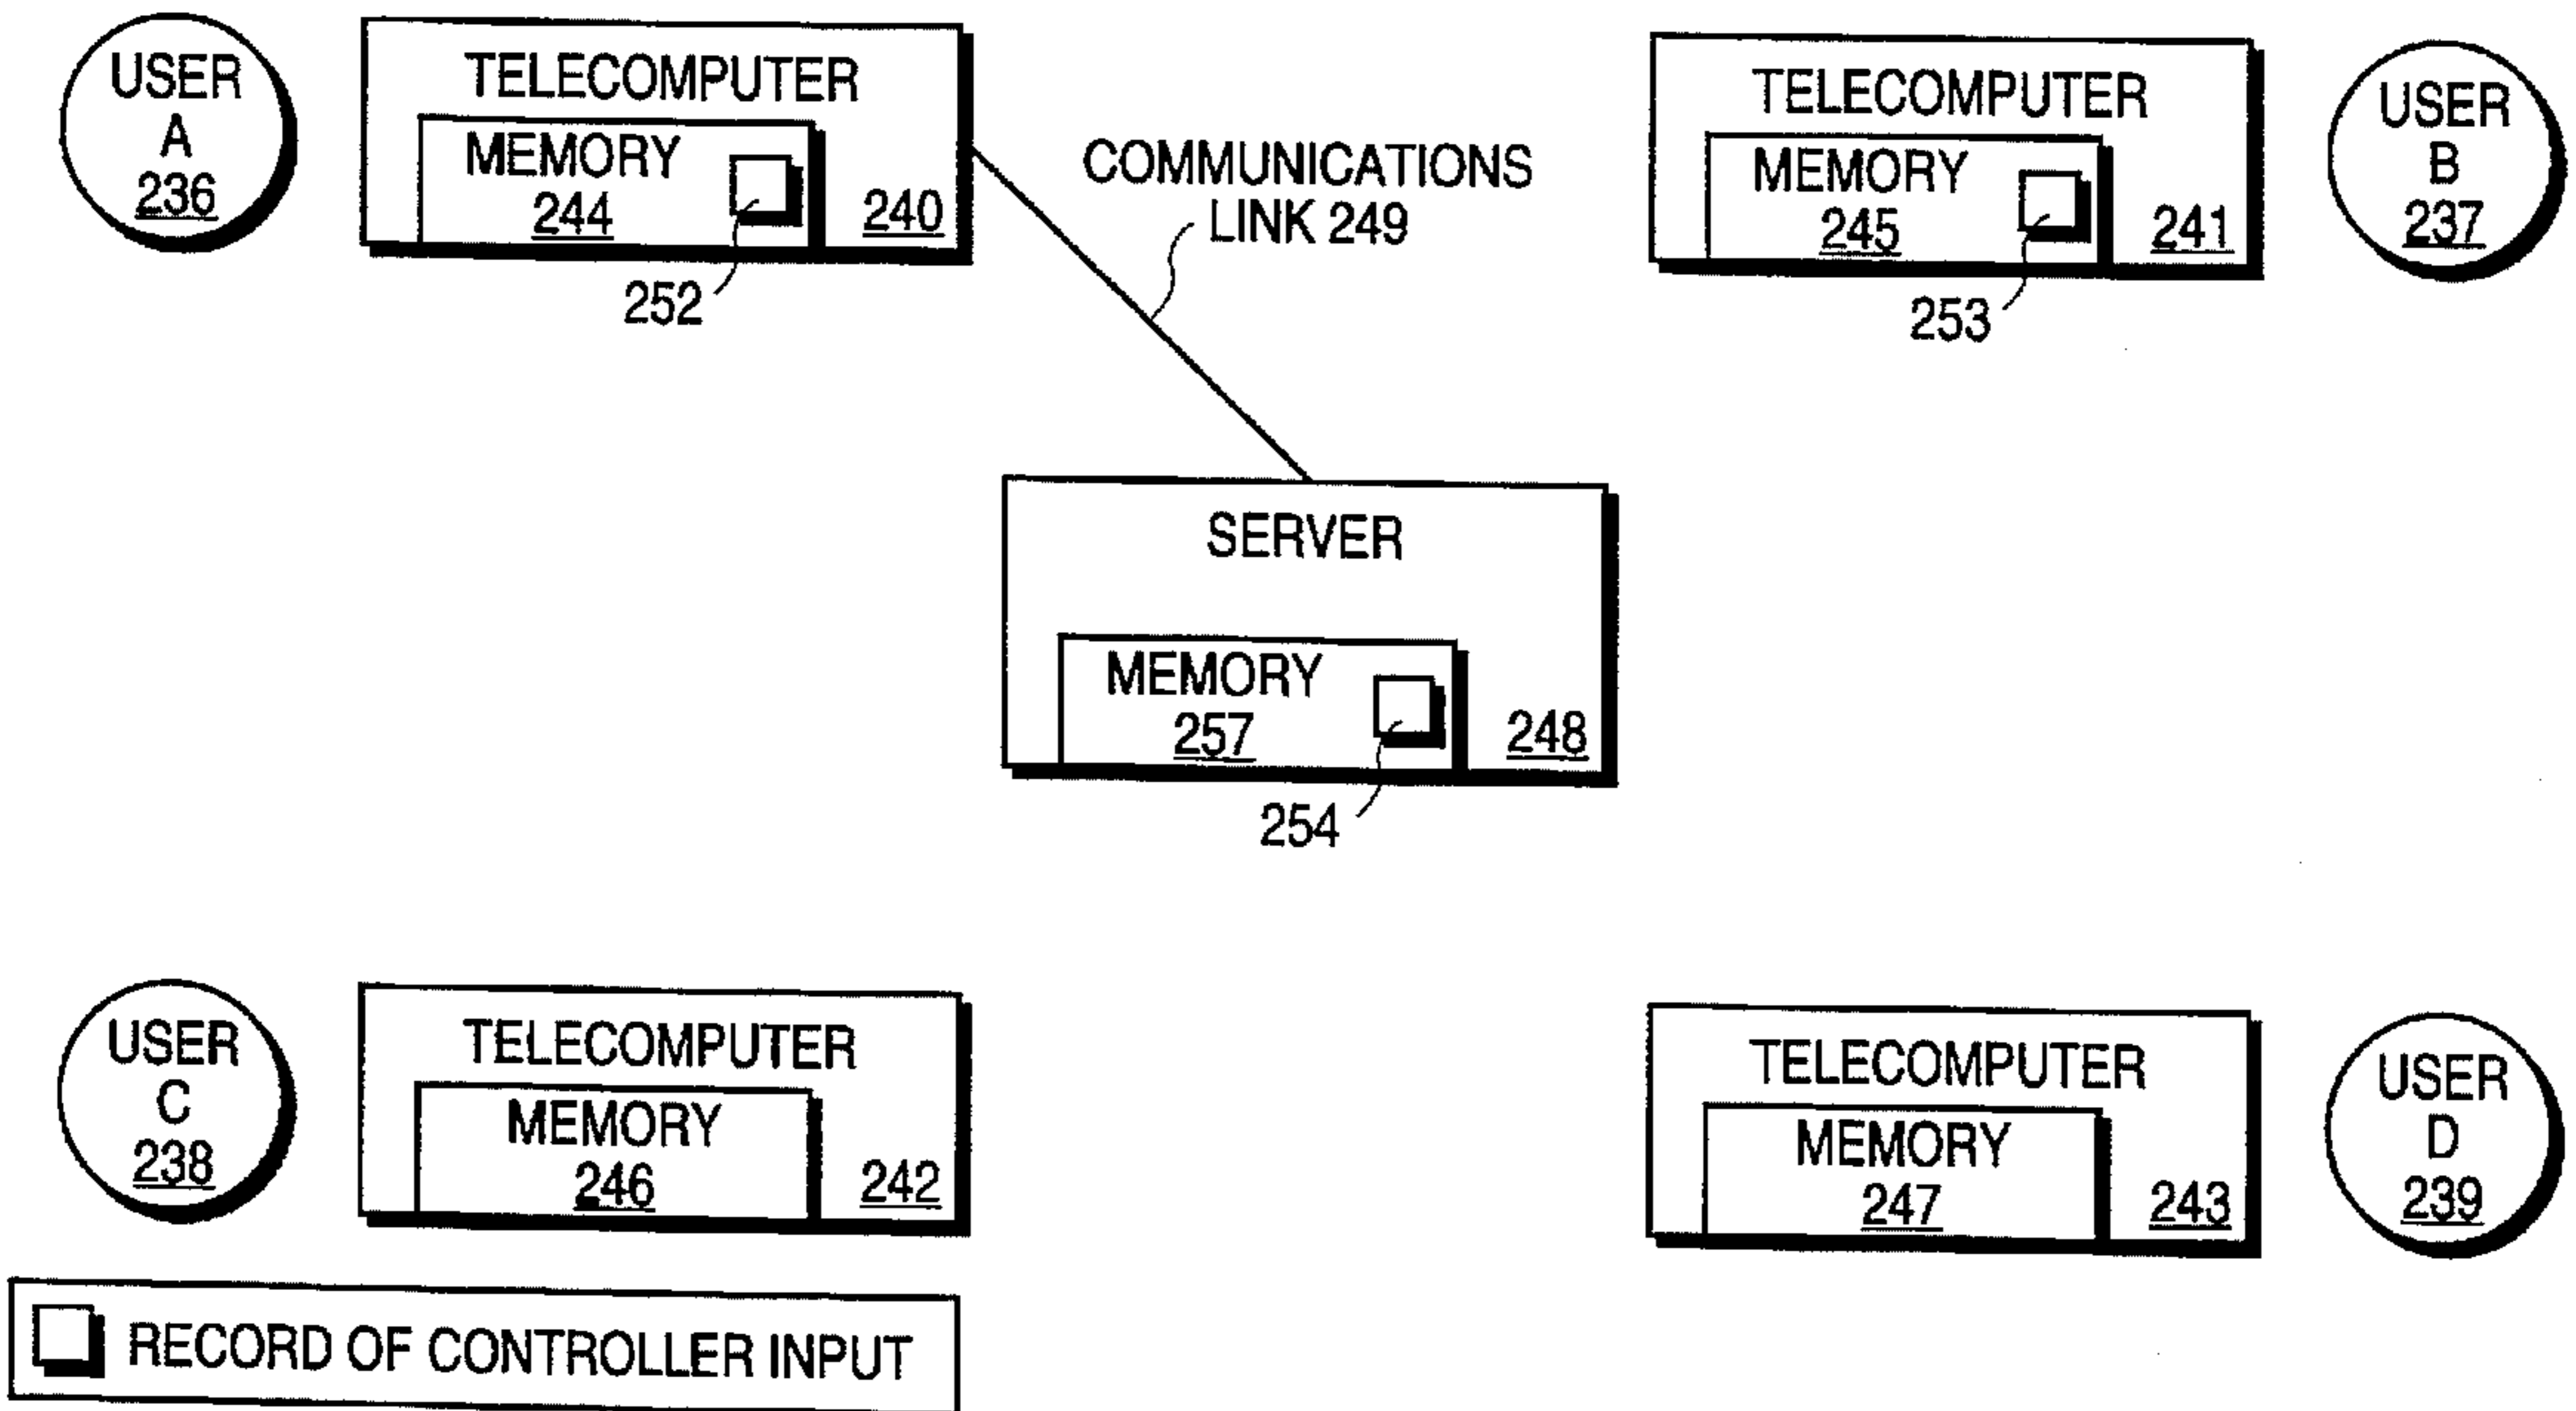 USER
A
236
TELECOMPUTER
MEMORY
244
240
252
COMMUNICATIONS
LINK 249
TELECOMPUTER
MEMORY
245
241
253
USER
B
237
SERVER
MEMORY
257
248
254
USER
C
238
TELECOMPUTER
MEMORY
246
242
TELECOMPUTER
MEMORY
247
243
USER
D
239
RECORD OF CONTROLLER INPUT